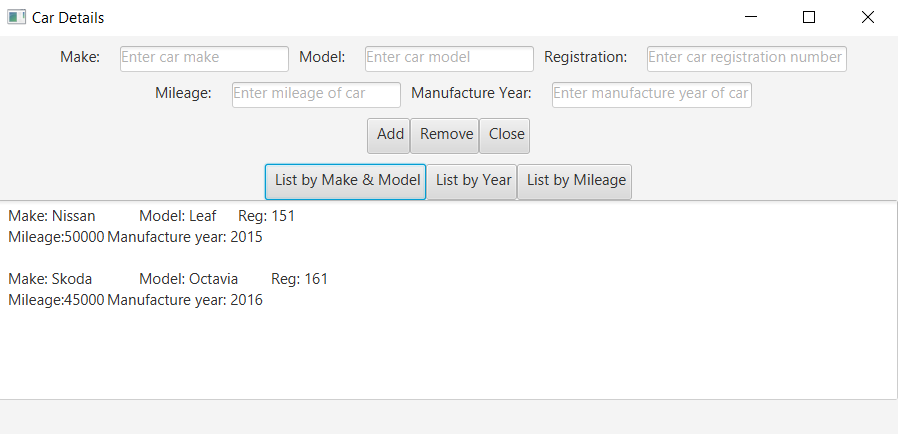 Car Details
Make: Enter car make Model: Enter car model Registration: Enter car registration number
Mileage: Enter mileage of car Manufacture Year: Enter manufacture year of car
Add Remove Close
List by Make & Model List by Year List by Mileage
Make: Nissan Model: Leaf Reg: 151
Mileage:50000 Manufacture year: 2015
Make: Skoda Model: Octavia Reg: 161
Mileage:45000 Manufacture year: 2016